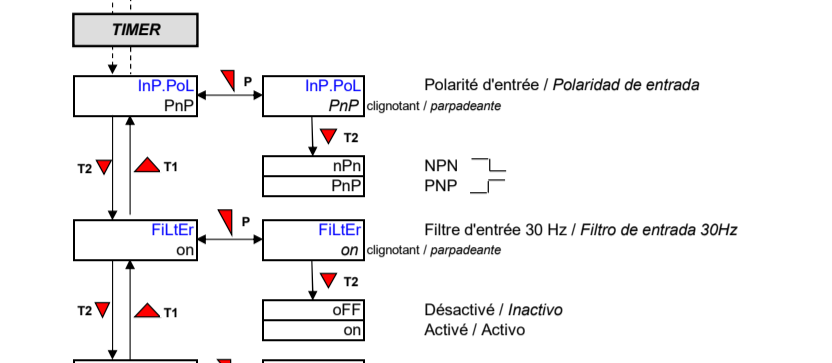 TIMER
InP.PoL
PnP
P
InP.PoL
PnP clignotant / parpadeante
Polarité d'entrée / Polaridad de entrada
T2
T2
T1
nPn
PnP
NPN
PNP
FiLtEr
on
P
FiLtEr
on clignotant / parpadeante
Filtre d'entrée 30 Hz / Filtro de entrada 30Hz
T2
T2
T1
oFF
on
Désactivé / Inactivo
Activé / Activo